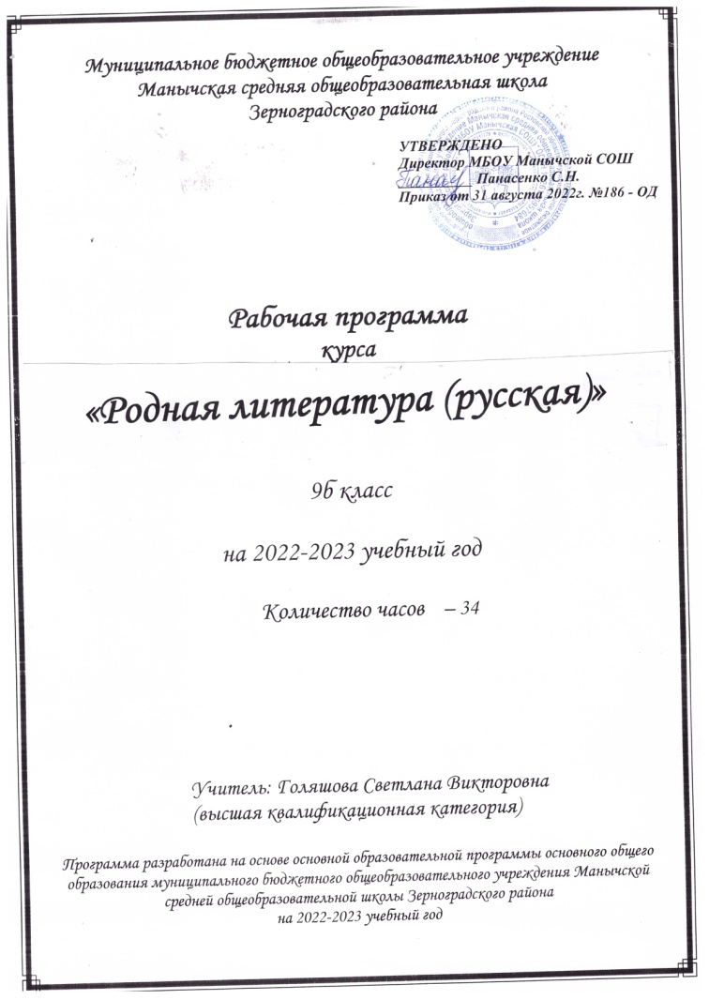 Муниципальное бюджетное общеобразовательное учреждение
Манычская средняя общеобразовательная школа
Зерноградского района
УТВЕРЖДЕНО
Директор МБОУ Манычской СОШ
Панасенко С.Н.
Приказ от 31 августа 2022г. №186 - ОД
Рабочая программа
курса
«Родная литература (русская)»
9б класс
на 2022-2023 учебный год
Количество часов – 34
Учитель: Голяшова Светлана Викторовна
(высшая квалификационная категория)
Программа разработана на основе основной образовательной программы основного общего
образования муниципального бюджетного общеобразовательного учреждения Манычской
средней общеобразовательной школы Зерноградского района
на 2022-2023 учебный год